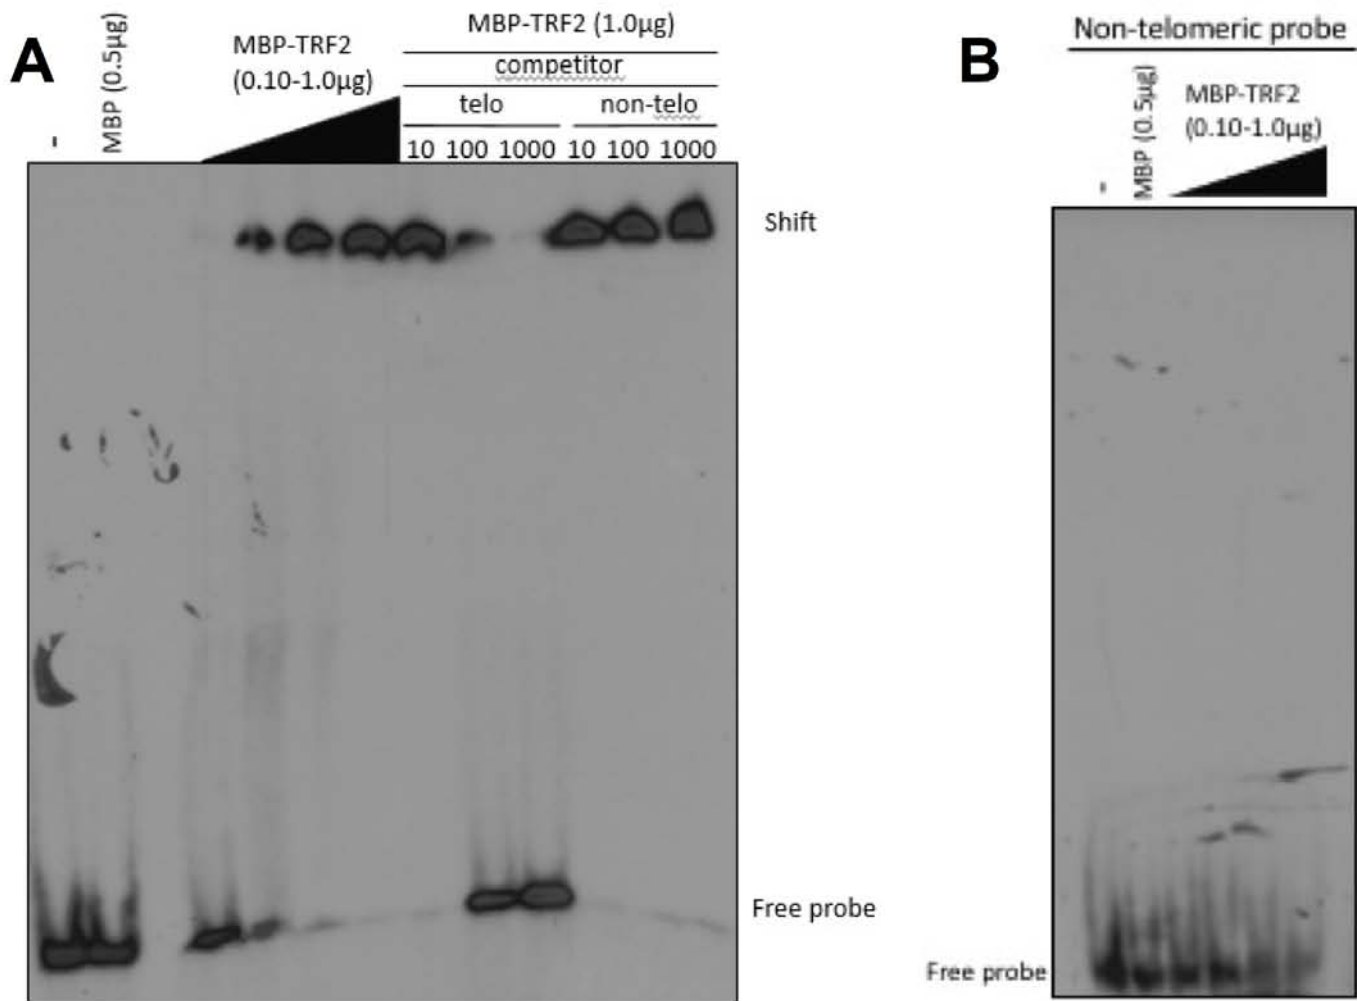 A
-
MBP (0.5µg)
MBP-TRF2
(0.10-1.0µg)
MBP-TRF2 (1.0µg)
competitor
telo
non-telo
10 100 1000 10 100 1000
Shift
Free probe
B
Non-telomeric probe
-
MBP (0.5µg)
MBP-TRF2
(0.10-1.0µg)
Free probe